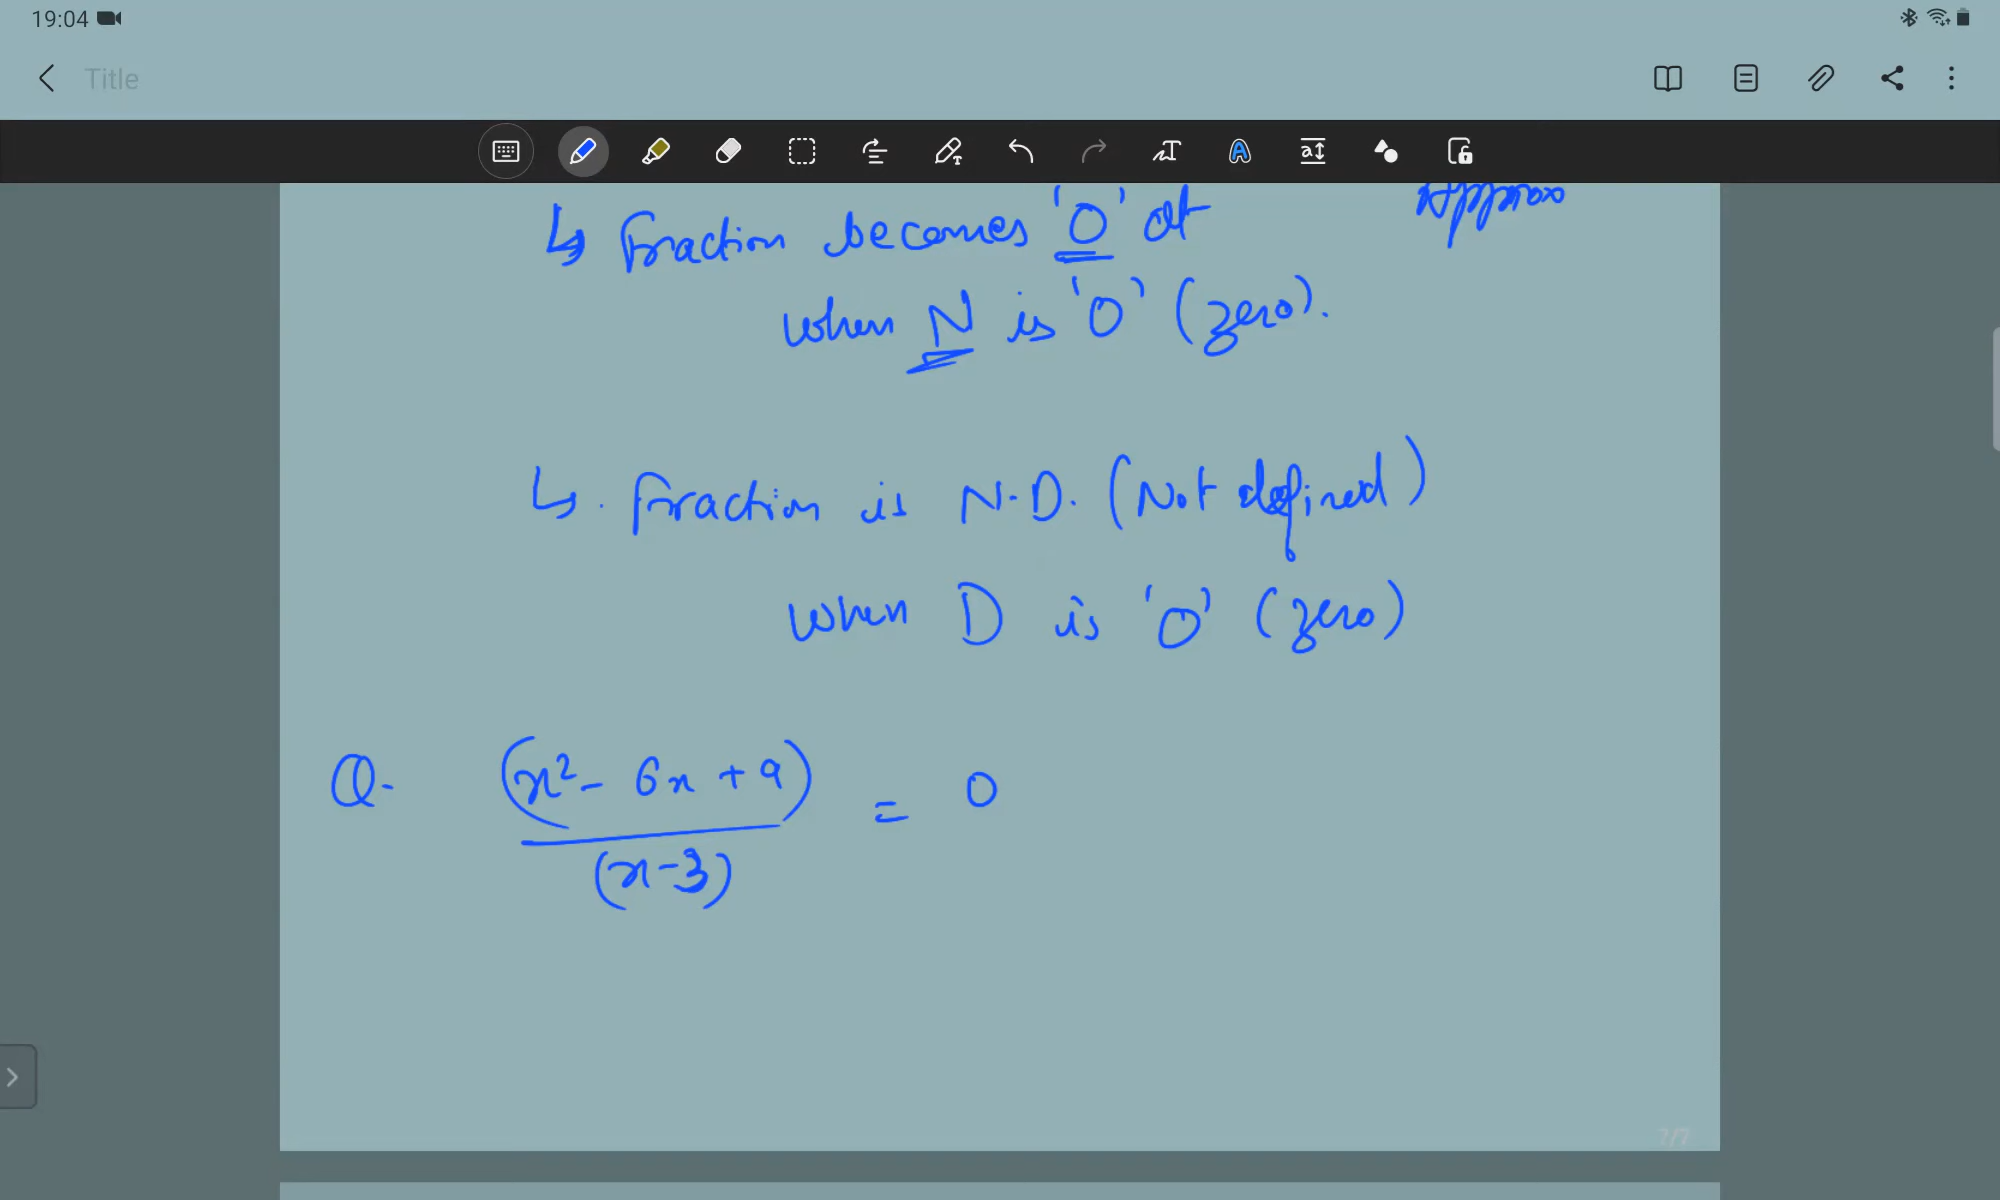 19:04
Title
Approx
↳ fraction becomes '0' at
when N is '0' (zero).
↳. fraction is N.D. (Not defined)
when D is '0' (zero)
Q. (x² - 6x + 9)
/ (x-3) = 0